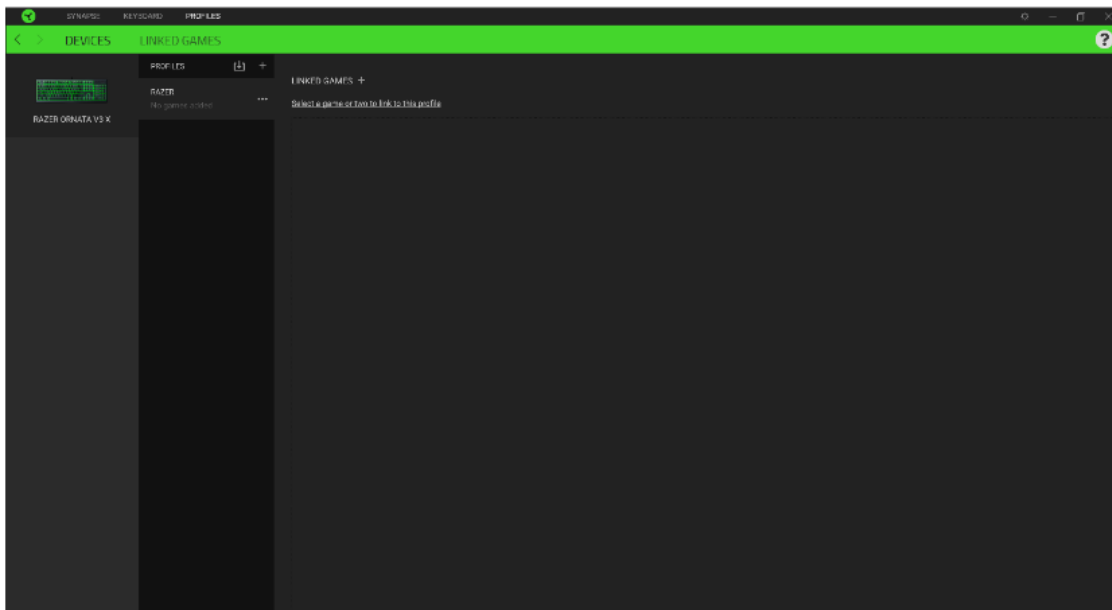 SYNAPSE KEYBOARD PROFILES
DEVICES LINKED GAMES
?
PROFILES
RAZER
No games added
RAZER ORNATA V3 X
LINKED GAMES +
Select a game or two to link to this profile